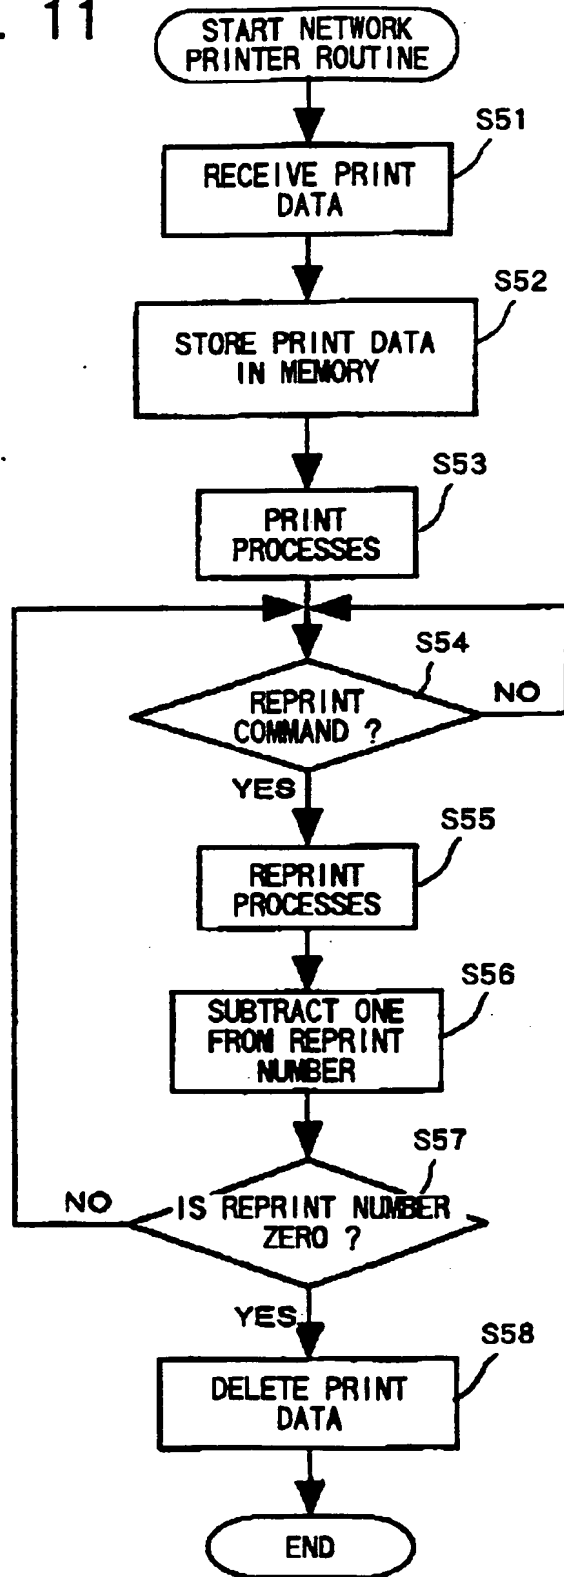 . 11
START NETWORK
PRINTER ROUTINE
S51
RECEIVE PRINT
DATA
S52
STORE PRINT DATA
IN MEMORY
S53
PRINT
PROCESSES
S54
REPRINT
COMMAND ?
NO
YES
S55
REPRINT
PROCESSES
S56
SUBTRACT ONE
FROM REPRINT
NUMBER
S57
IS REPRINT NUMBER
ZERO ?
NO
YES
S58
DELETE PRINT
DATA
END